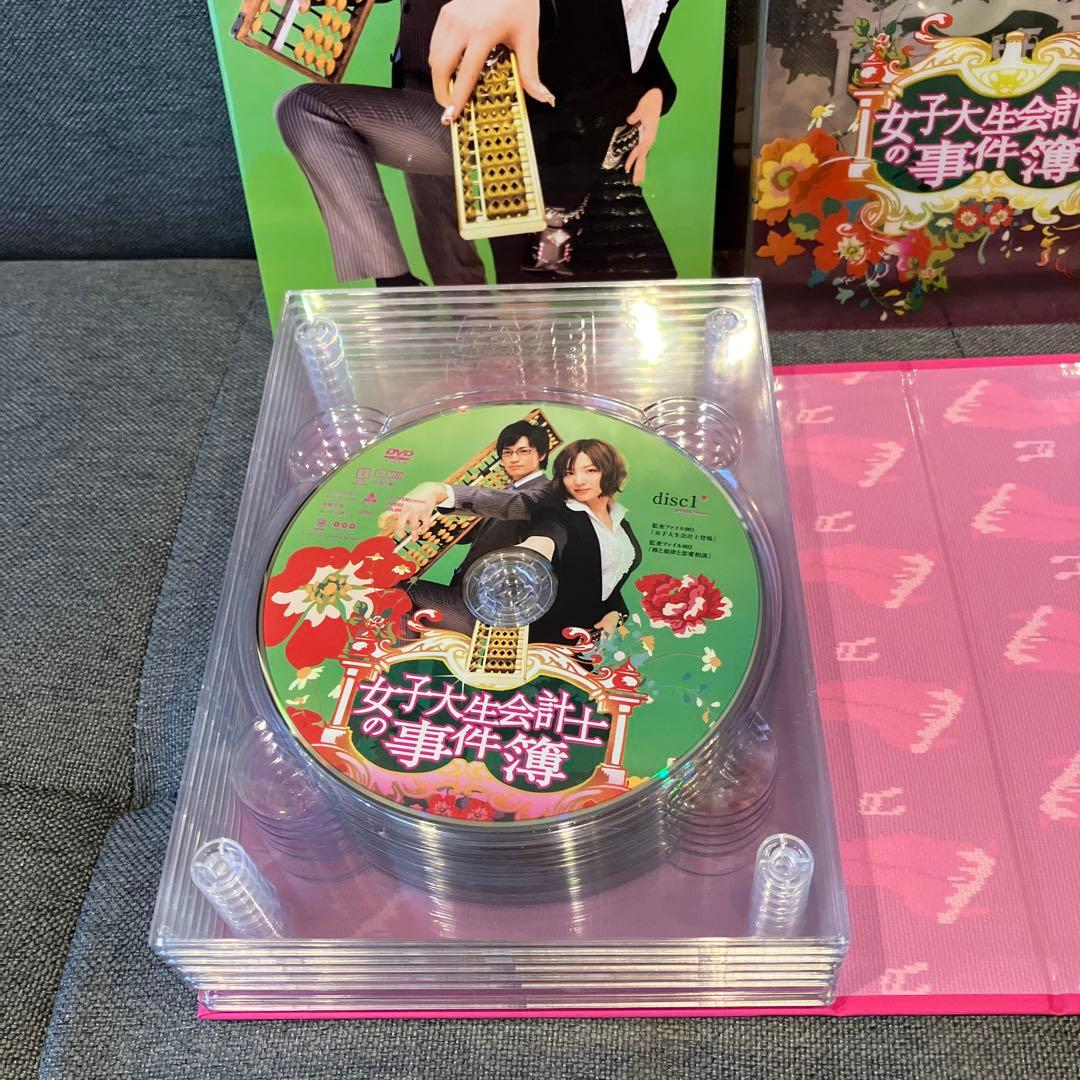 女子大生会計
の事件簿
DVD
disc1
監査ファイル001
「女子大生会計士登場」
監査ファイル002
「株と規律と恋愛相談」
女子大生会計士
の事件簿